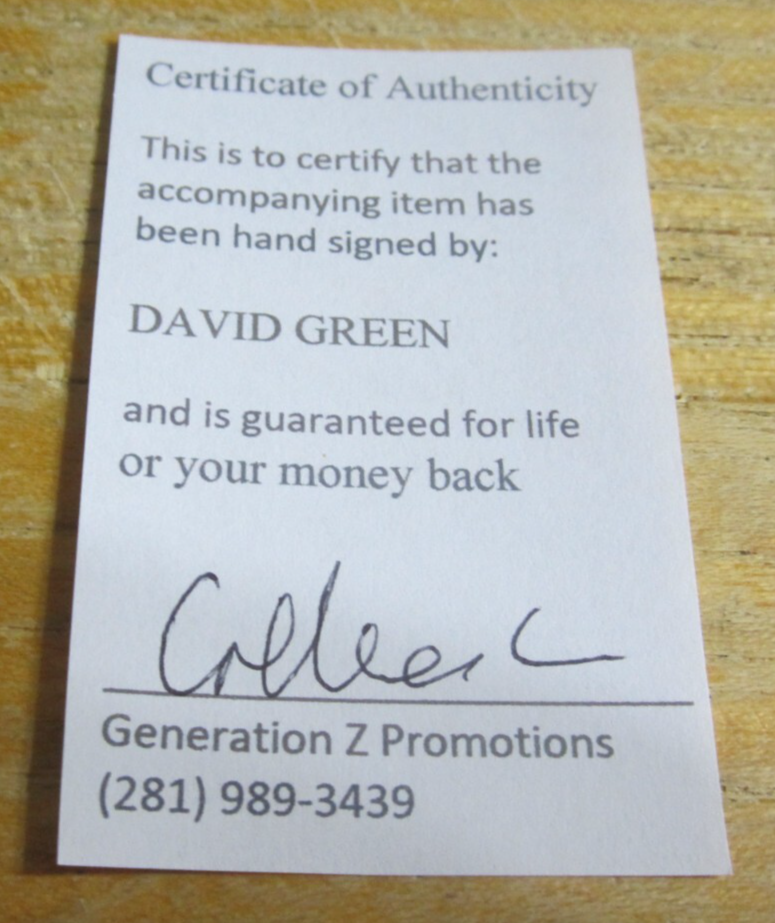 Certificate of Authenticity
This is to certify that the
accompanying item has
been hand signed by:
DAVID GREEN
and is guaranteed for life
or your money back
Generation Z Promotions
(281) 989-3439